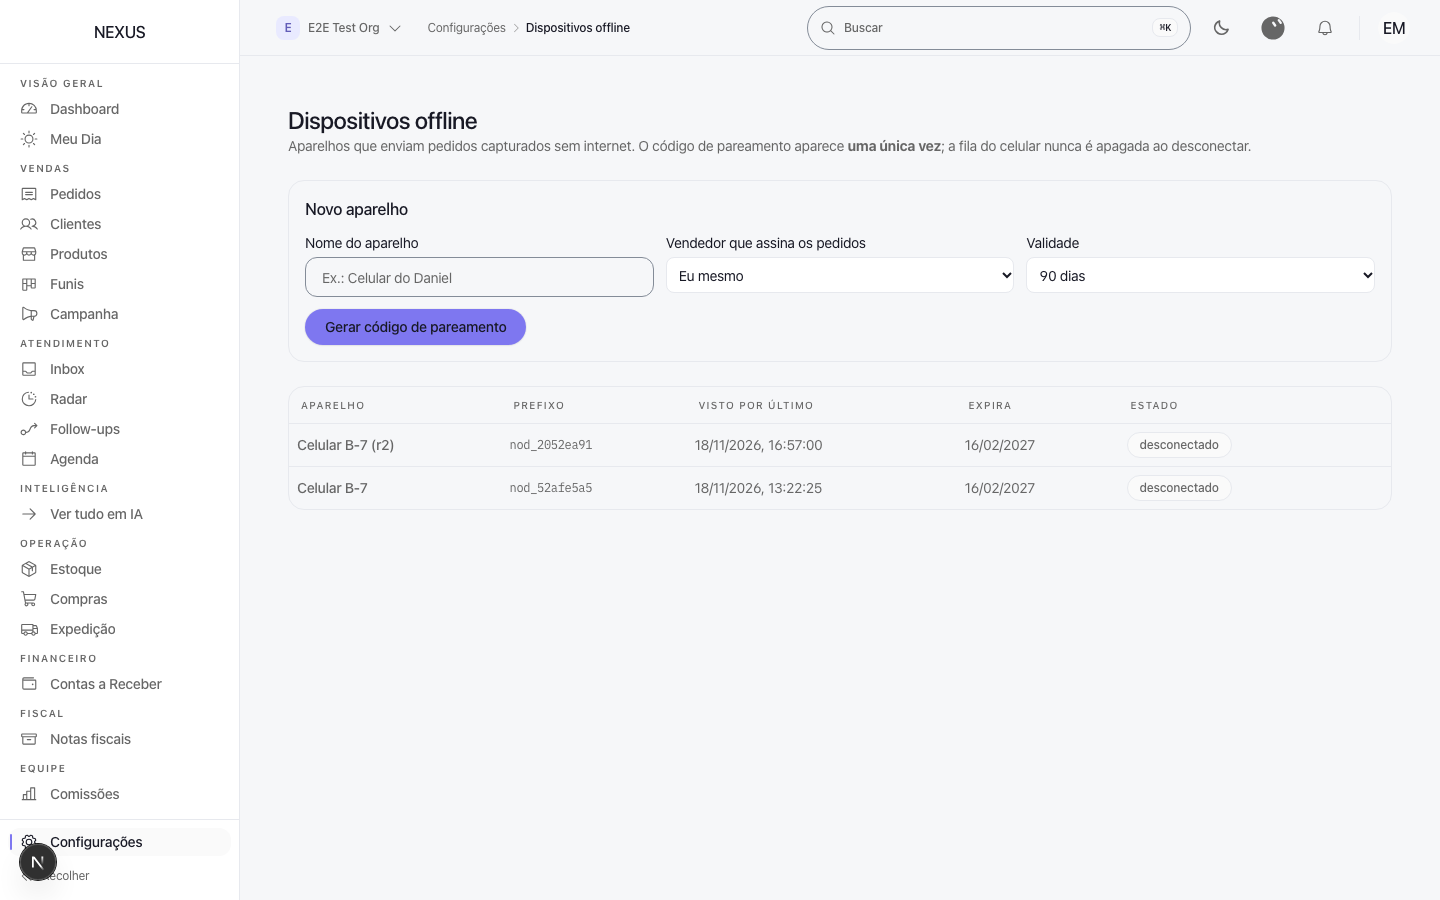 NEXUS
E
E2E Test Org
Configurações
Dispositivos offline
Buscar
⌘K
EM
VISÃO GERAL
Dashboard
Meu Dia
VENDAS
Pedidos
Clientes
Produtos
Funis
Campanha
ATENDIMENTO
Inbox
Radar
Follow-ups
Agenda
INTELIGÊNCIA
Ver tudo em IA
OPERAÇÃO
Estoque
Compras
Expedição
FINANCEIRO
Contas a Receber
FISCAL
Notas fiscais
EQUIPE
Comissões
Configurações
N
ecolher
Dispositivos offline
Aparelhos que enviam pedidos capturados sem internet. O código de pareamento aparece uma única vez; a fila do celular nunca é apagada ao desconectar.
Novo aparelho
Nome do aparelho
Ex.: Celular do Daniel
Vendedor que assina os pedidos
Eu mesmo
Validade
90 dias
Gerar código de pareamento
APARELHO PREFIXO VISTO POR ÚLTIMO EXPIRA ESTADO
Celular B-7 (r2) nod_2052ea91 18/11/2026, 16:57:00 16/02/2027 desconectado
Celular B-7 nod_52afe5a5 18/11/2026, 13:22:25 16/02/2027 desconectado